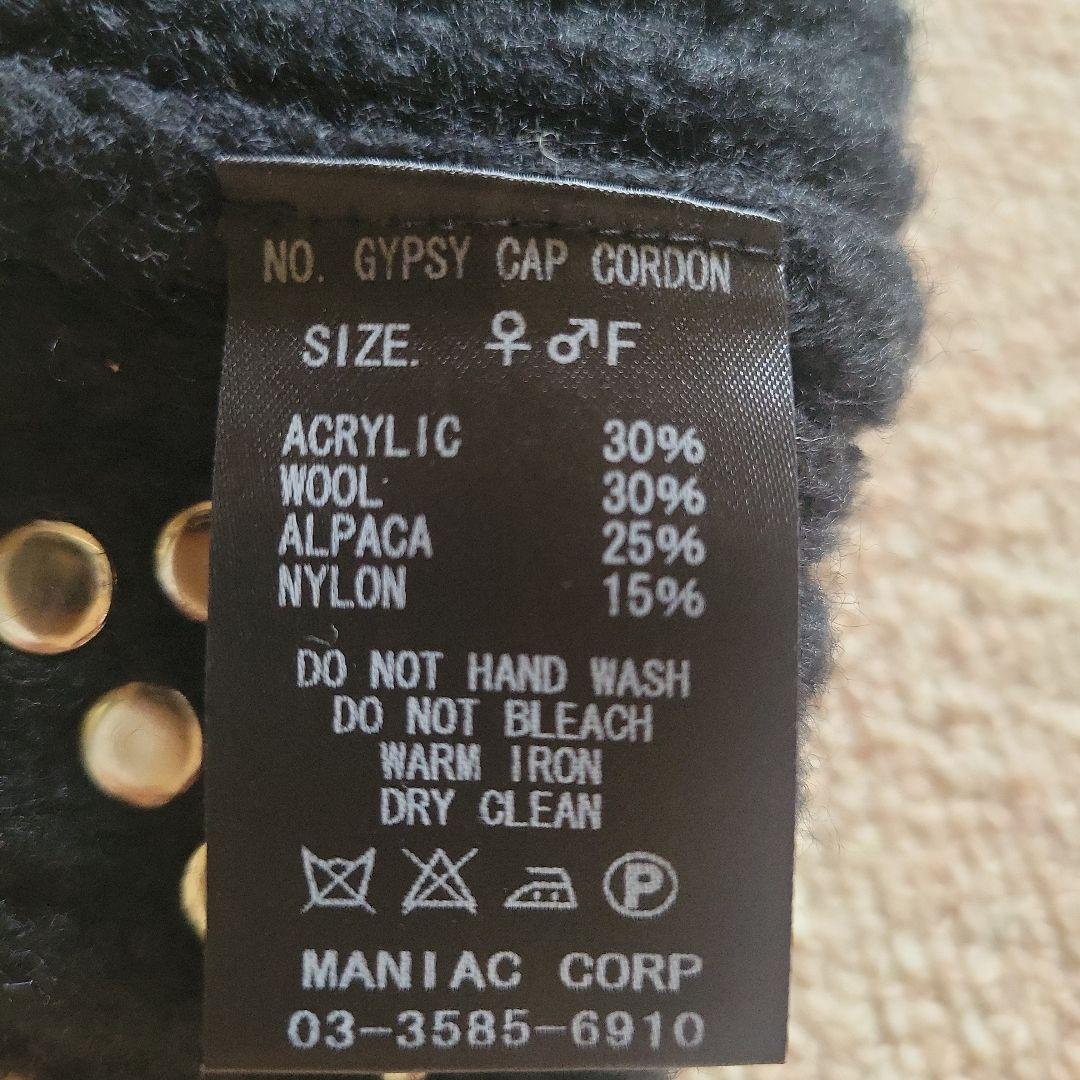 NO. GYPSY CAP CORDON
SIZE. ♀♂F
ACRYLIC 30%
WOOL 30%
ALPACA 25%
NYLON 15%
DO NOT HAND WASH
DO NOT BLEACH
WARM IRON
DRY CLEAN
P
MANIAC CORP
03-3585-6910